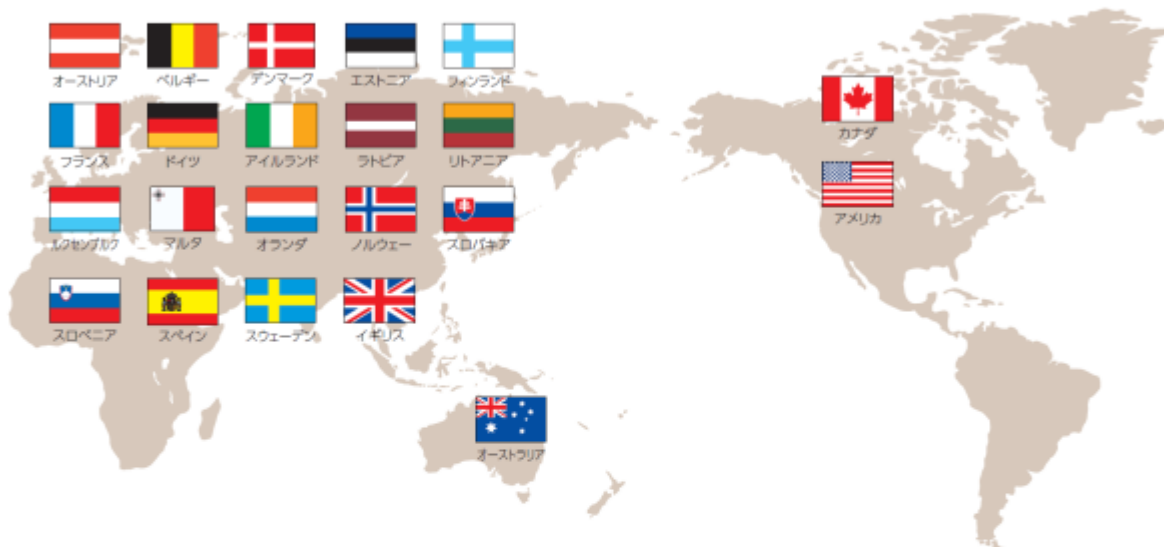 オーストリア
ベルギー
デンマーク
エストニア
フィンランド
フランス
ドイツ
アイルランド
ラトビア
リトアニア
ルクセンブルク
マルタ
オランダ
ノルウェー
スロバキア
スロベニア
スペイン
スウェーデン
イギリス
カナダ
アメリカ
オーストラリア